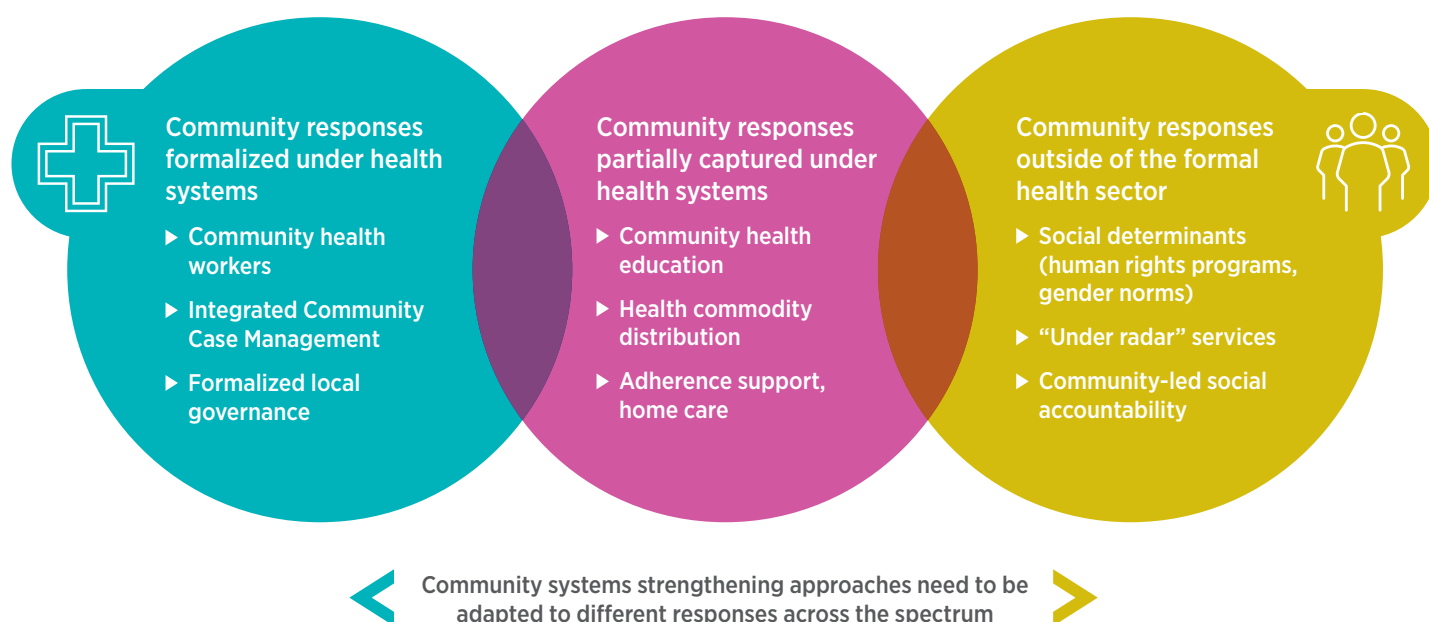 Community responses
formalized under health
systems
▶ Community health
workers
▶ Integrated Community
Case Management
▶ Formalized local
governance
Community responses
partially captured under
health systems
▶ Community health
education
▶ Health commodity
distribution
▶ Adherence support,
home care
Community responses
outside of the formal
health sector
▶ Social determinants
(human rights programs,
gender norms)
▶ “Under radar” services
▶ Community-led social
accountability
Community systems strengthening approaches need to be
adapted to different responses across the spectrum